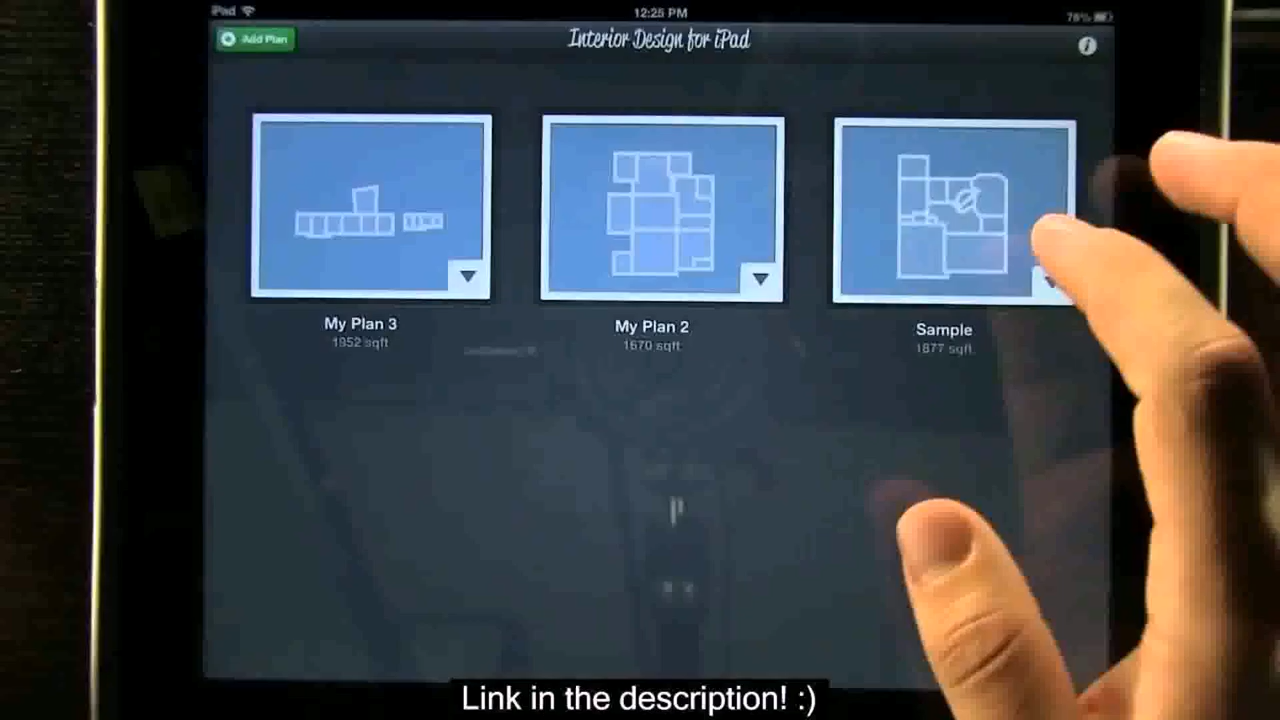 iPad 12:25 PM 78%
Add Plan Interior Design for iPad i
My Plan 3 My Plan 2 Sample
1952 sqft 1670 sqft 1877 sqft
Link in the description! :)